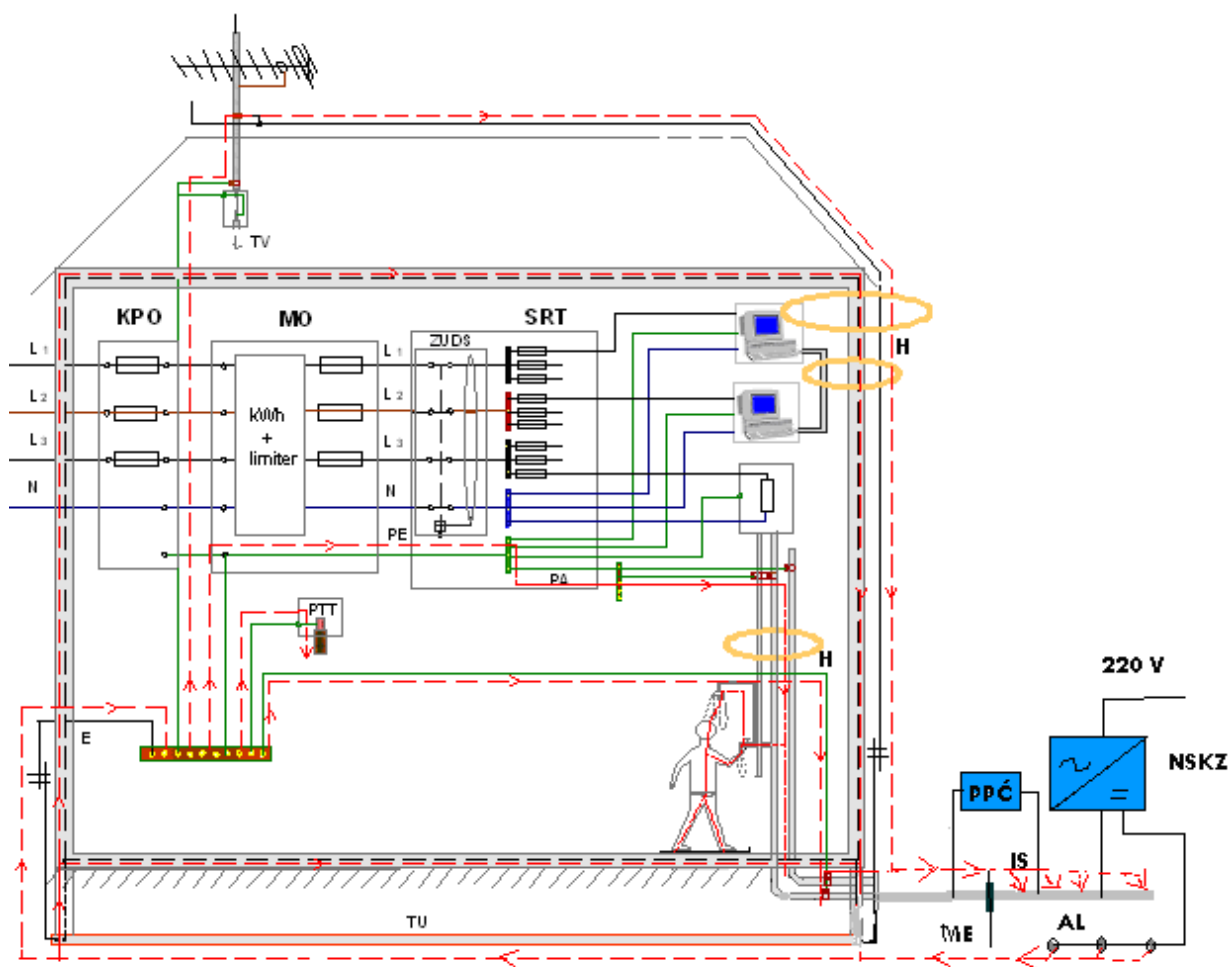 TV
KPO
MO
SRT
ZUDS
H
L 1
L 1
L 2
L 2
L 3
L 3
kWh
+
limiter
N
N
PE
PA
PTT
H
220 V
E
NSKZ
PPĆ
IS
TU
ME
AL